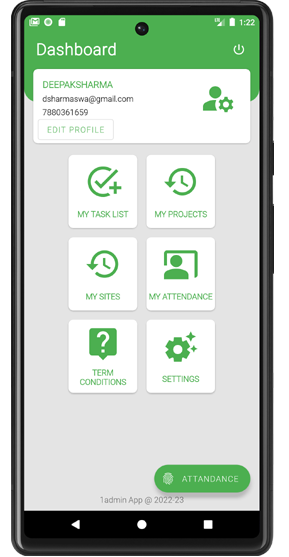 1:22
Dashboard
DEEPAKSHARMA
dsharmaswa@gmail.com
7880361659
EDIT PROFILE
MY TASK LIST
MY PROJECTS
MY SITES
MY ATTENDANCE
TERM
CONDITIONS
SETTINGS
ATTANDANCE
1admin App @ 2022-23